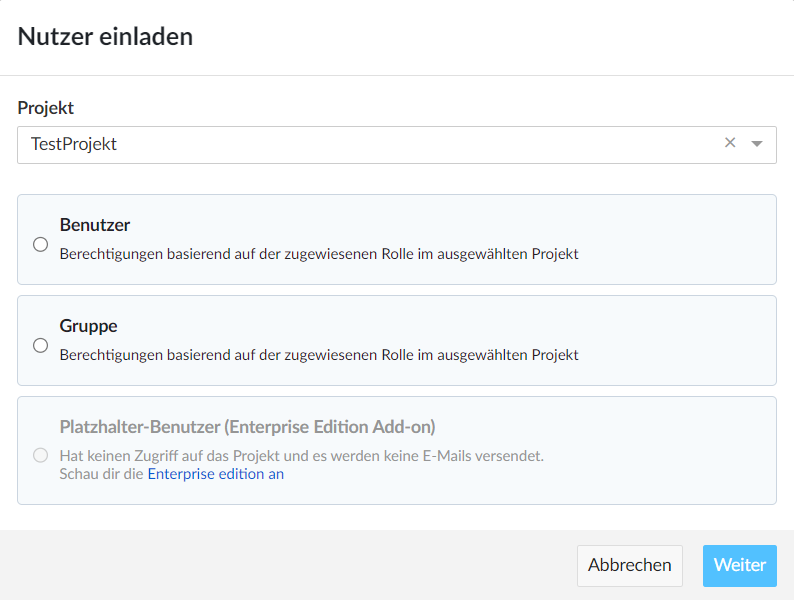 Nutzer einladen
Projekt
TestProjekt
Benutzer
Berechtigungen basierend auf der zugewiesenen Rolle im ausgewählten Projekt
Gruppe
Berechtigungen basierend auf der zugewiesenen Rolle im ausgewählten Projekt
Platzhalter-Benutzer (Enterprise Edition Add-on)
Hat keinen Zugriff auf das Projekt und es werden keine E-Mails versendet.
Schau dir die Enterprise edition an
Abbrechen Weiter